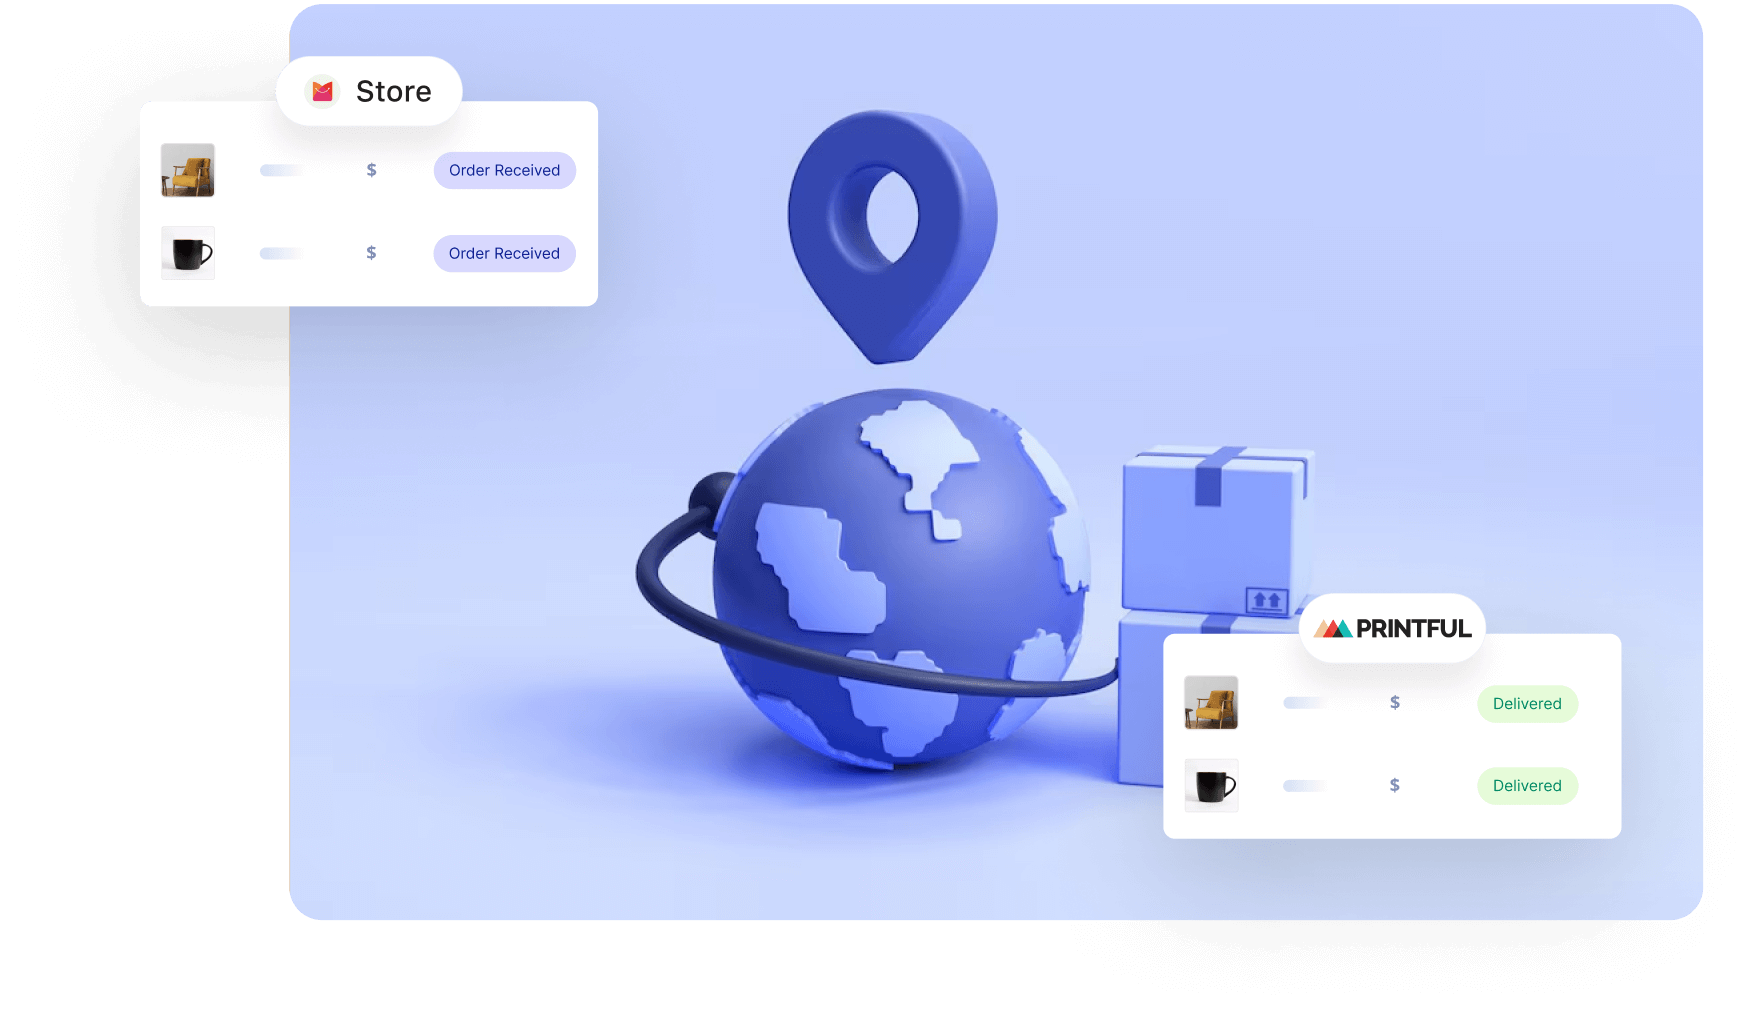 Store
$ Order Received
$ Order Received
PRINTFUL
$ Delivered
$ Delivered